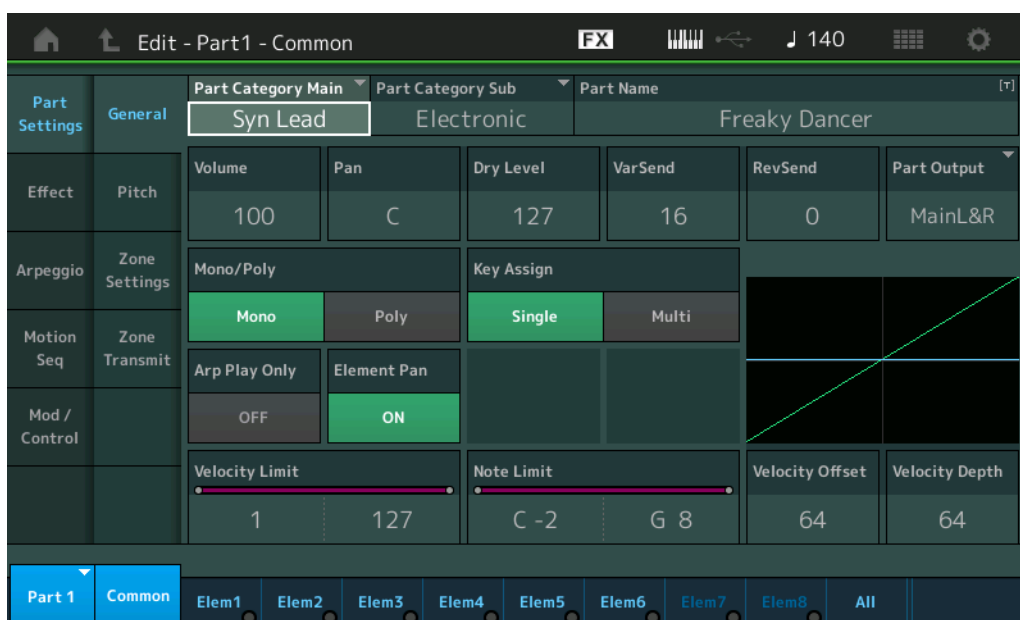 Edit - Part1 - Common FX ♩ 140
Part Category Main Part Category Sub Part Name [T]
Part Settings General Syn Lead Electronic Freaky Dancer
Volume Pan Dry Level VarSend RevSend Part Output
Effect Pitch 100 C 127 16 0 MainL&R
Arpeggio Zone Settings Mono/Poly Key Assign
Mono Poly Single Multi
Motion Seq Zone Transmit Arp Play Only Element Pan
Mod / Control OFF ON
Velocity Limit Note Limit Velocity Offset Velocity Depth
1 127 C -2 G 8 64 64
Part 1 Common Elem1 Elem2 Elem3 Elem4 Elem5 Elem6 Elem7 Elem8 All